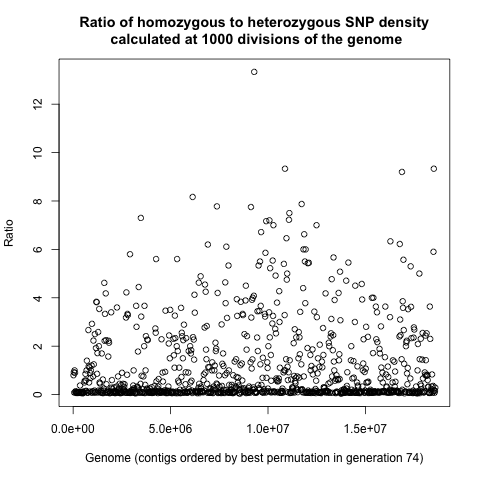 Ratio of homozygous to heterozygous SNP density
calculated at 1000 divisions of the genome
Ratio
12
10
8
6
4
2
0
0.0e+00 5.0e+06 1.0e+07 1.5e+07
Genome (contigs ordered by best permutation in generation 74)